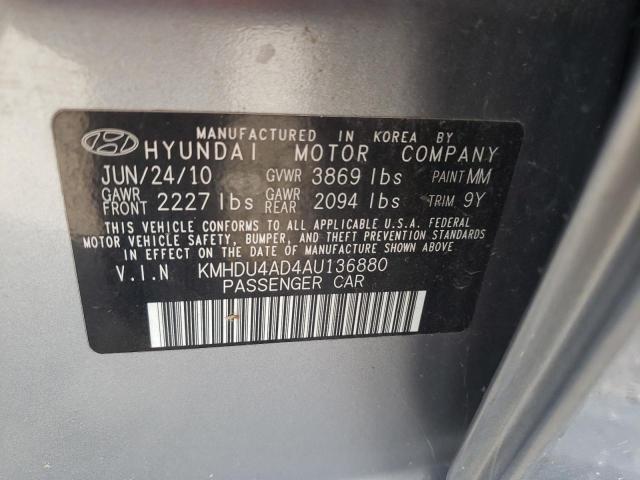 MANUFACTURED IN KOREA BY
HYUNDAI MOTOR COMPANY
JUN/24/10 GVWR 3869 lbs PAINT MM
GAWR FRONT 2227 lbs GAWR REAR 2094 lbs TRIM 9Y
THIS VEHICLE CONFORMS TO ALL APPLICABLE U.S.A. FEDERAL
MOTOR VEHICLE SAFETY, BUMPER, AND THEFT PREVENTION STANDARDS
IN EFFECT ON THE DATE OF MANUFACTURE SHOWN ABOVE.
V.I.N KMHDU4AD4AU136880
PASSENGER CAR